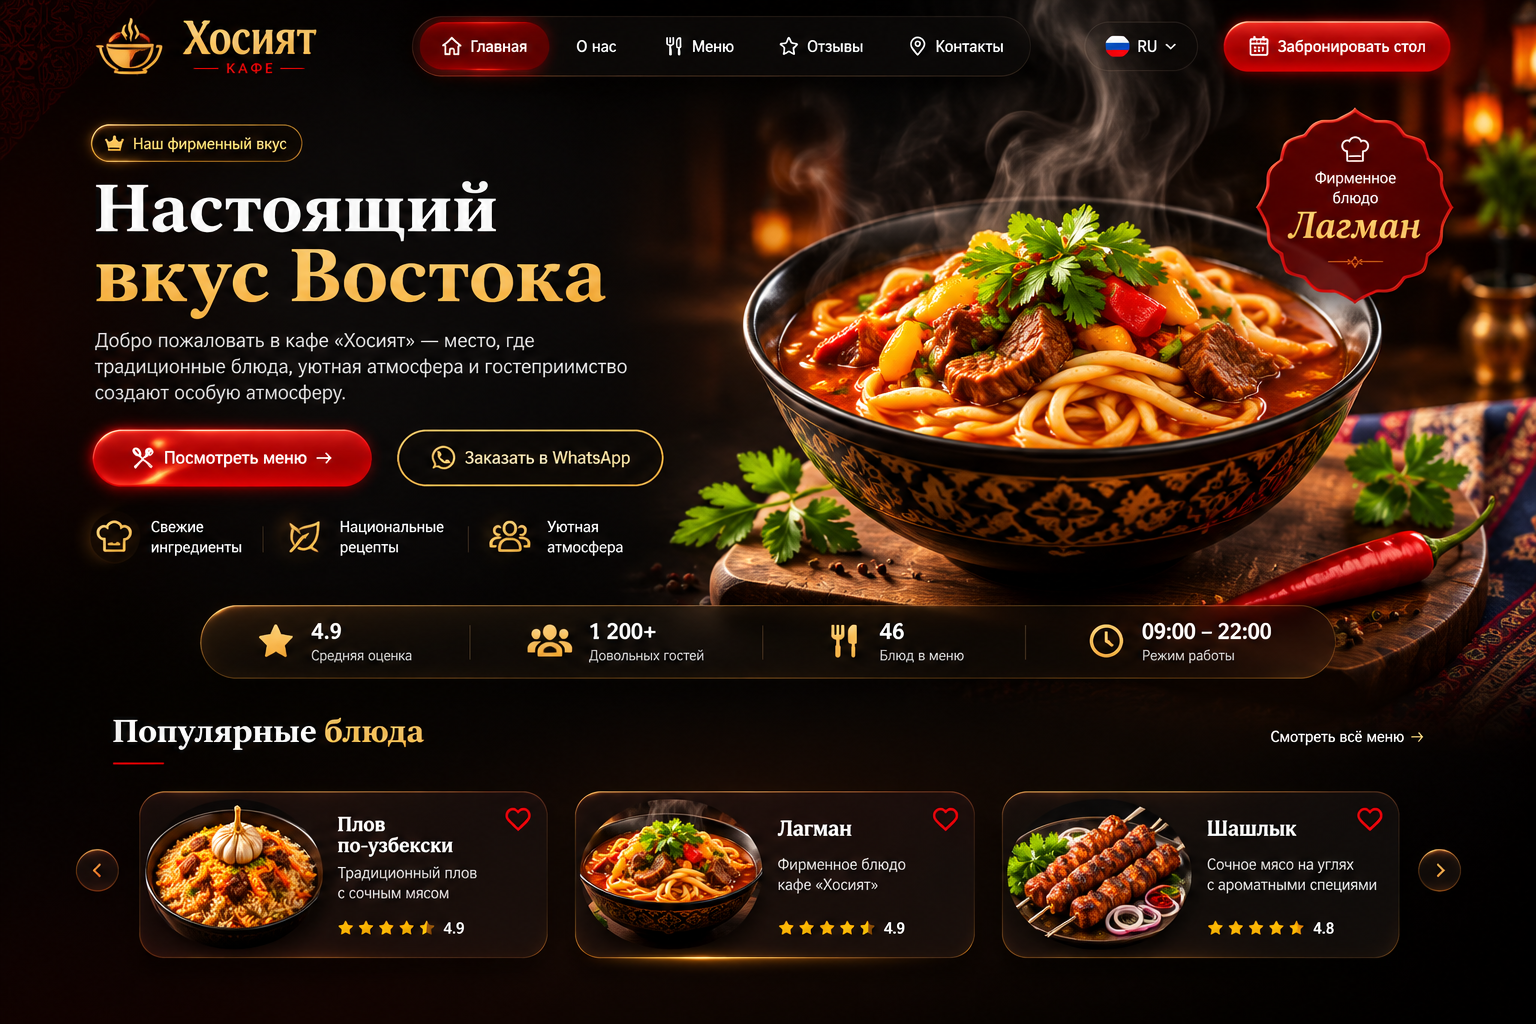 Хосият
КАФЕ
Главная
О нас
Меню
Отзывы
Контакты
RU
Забронировать стол
Наш фирменный вкус
Настоящий
вкус Востока
Добро пожаловать в кафе «Хосият» — место, где
традиционные блюда, уютная атмосфера и гостеприимство
создают особую атмосферу.
Посмотреть меню →
Заказать в WhatsApp
Свежие
ингредиенты
Национальные
рецепты
Уютная
атмосфера
Фирменное
блюдо
Лагман
4.9
Средняя оценка
1 200+
Довольных гостей
46
Блюд в меню
09:00 – 22:00
Режим работы
Популярные блюда
Смотреть всё меню →
Плов
по-узбекски
Традиционный плов
с сочным мясом
4.9
Лагман
Фирменное блюдо
кафе «Хосият»
4.9
Шашлык
Сочное мясо на углях
с ароматными специями
4.8